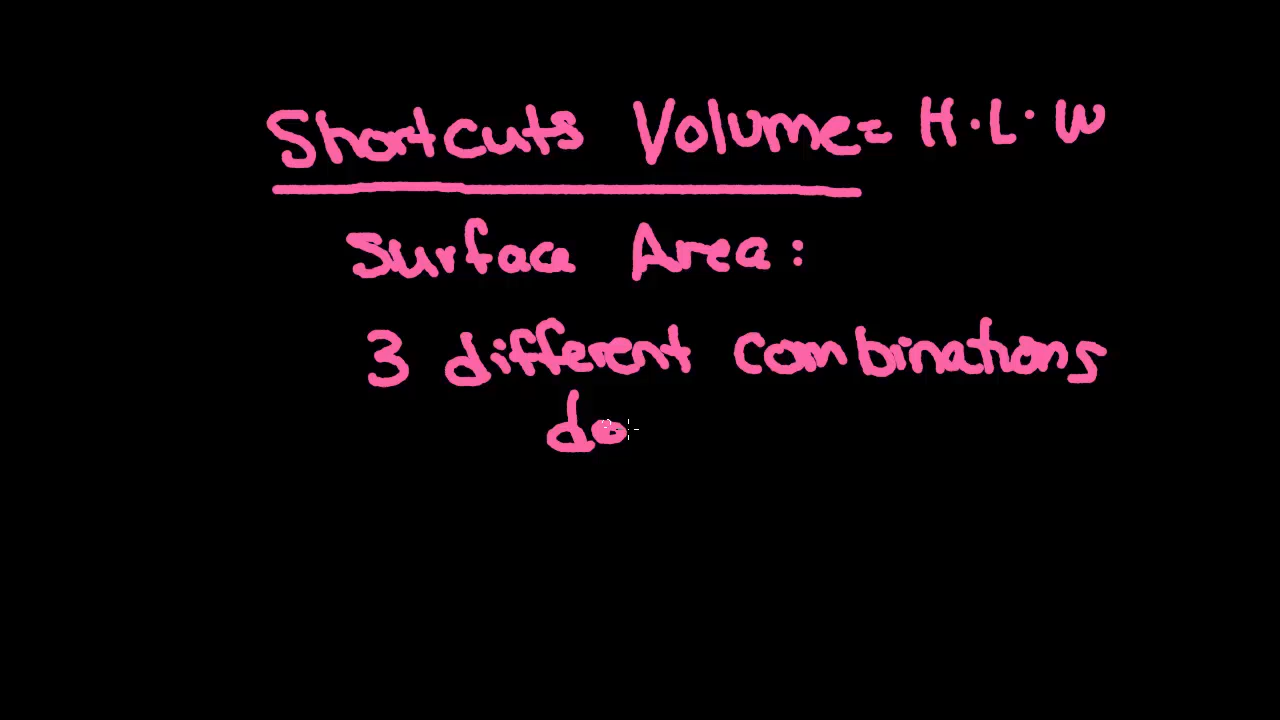 Shortcuts Volume= H·L·W
Surface Area:
3 different combinations
do